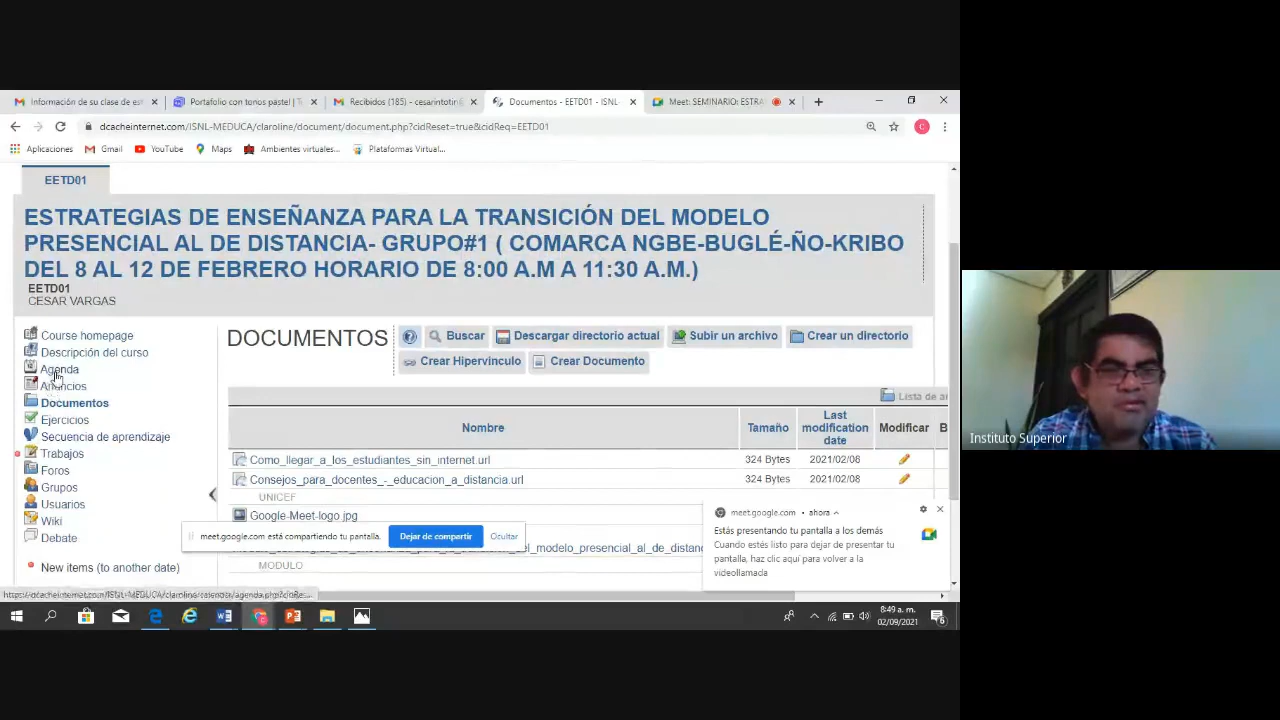 Información de su clase de es
Portafolio con tonos pastel | T
Recibidos (185) - cesarintotin
Documentos - EETD01 - ISNL-
Meet: SEMINARIO: ESTRA
dcacheinternet.com/ISNL-MEDUCA/claroline/document/document.php?cidReset=true&cidReq=EETD01
Aplicaciones
Gmail
YouTube
Maps
Ambientes virtuales...
Plataformas Virtual...
EETD01
ESTRATEGIAS DE ENSEÑANZA PARA LA TRANSICIÓN DEL MODELO
PRESENCIAL AL DE DISTANCIA- GRUPO#1 ( COMARCA NGBE-BUGLÉ-ÑO-KRIBO
DEL 8 AL 12 DE FEBRERO HORARIO DE 8:00 A.M A 11:30 A.M.)
EETD01
CESAR VARGAS
Course homepage
Descripción del curso
Agenda
Anuncios
Documentos
Ejercicios
Secuencia de aprendizaje
Trabajos
Foros
Grupos
Usuarios
Wiki
Debate
New items (to another date)
DOCUMENTOS
Buscar
Descargar directorio actual
Subir un archivo
Crear un directorio
Crear Hipervínculo
Crear Documento
Lista de ar
Nombre
Tamaño
Last
modification
date
Modificar
B
Como_llegar_a_los_estudiantes_sin_internet.url
324 Bytes
2021/02/08
Consejos_para_docentes_-_educacion_a_distancia.url
324 Bytes
2021/02/08
UNICEF
Google-Meet-logo.jpg
del_modelo_presencial_al_de_distanc
MODULO
meet.google.com está compartiendo tu pantalla.
Dejar de compartir
Ocultar
meet.google.com • ahora
Estás presentando tu pantalla a los demás
Cuando estés listo para dejar de presentar tu
pantalla, haz clic aquí para volver a la
videollamada
8:49 a. m.
02/09/2021
Instituto Superior